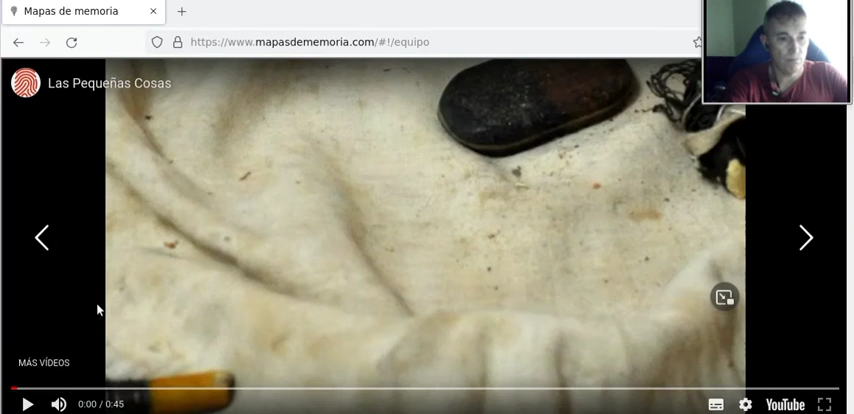 Mapas de memoria
https://www.mapasdememoria.com/#!/equipo
Las Pequeñas Cosas
MÁS VÍDEOS
0:00 / 0:45
YouTube